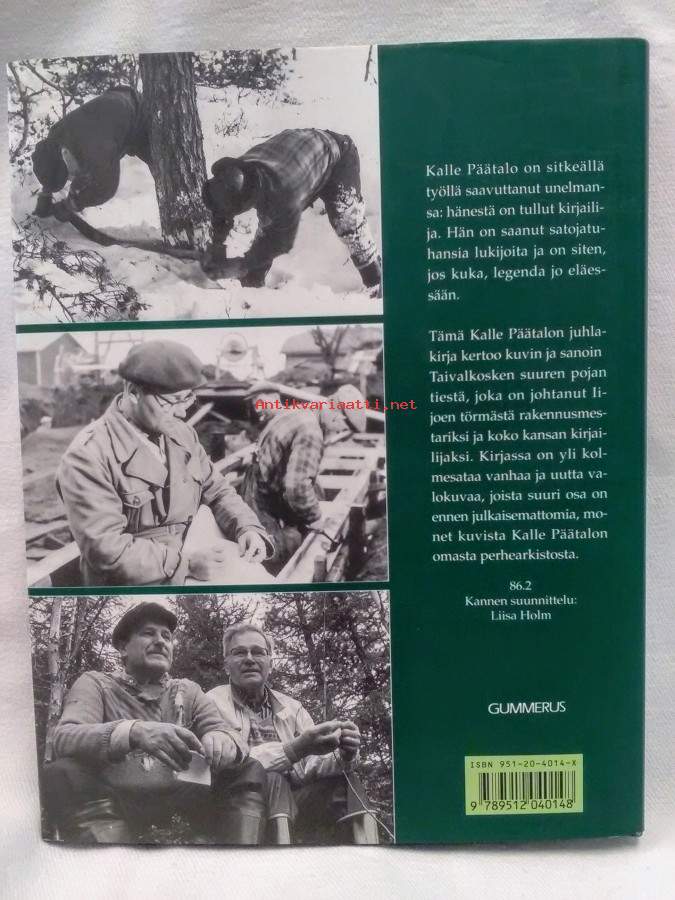 Kalle Päätalo on sitkeällä
työllä saavuttanut unelman-
sa: hänestä on tullut kirjaili-
ja. Hän on saanut satojatu-
hansia lukijoita ja on siten,
jos kuka, legenda jo eläes-
sään.
Tämä Kalle Päätalon juhla-
kirja kertoo kuvin ja sanoin
Taivalkosken suuren pojan
tiestä, joka on johtanut Ii-
joen törmästä rakennusmes-
tariksi ja koko kansan kirjai-
lijaksi. Kirjassa on yli kol-
mesataa vanhaa ja uutta va-
lokuvaa, joista suuri osa on
ennen julkaisemattomia, mo-
net kuvista Kalle Päätalon
omasta perhearkistosta.
86.2
Kannen suunnittelu:
Liisa Holm
GUMMERUS
ISBN 951-20-4014-X
9 789512 040148
Antikvariaatti.net